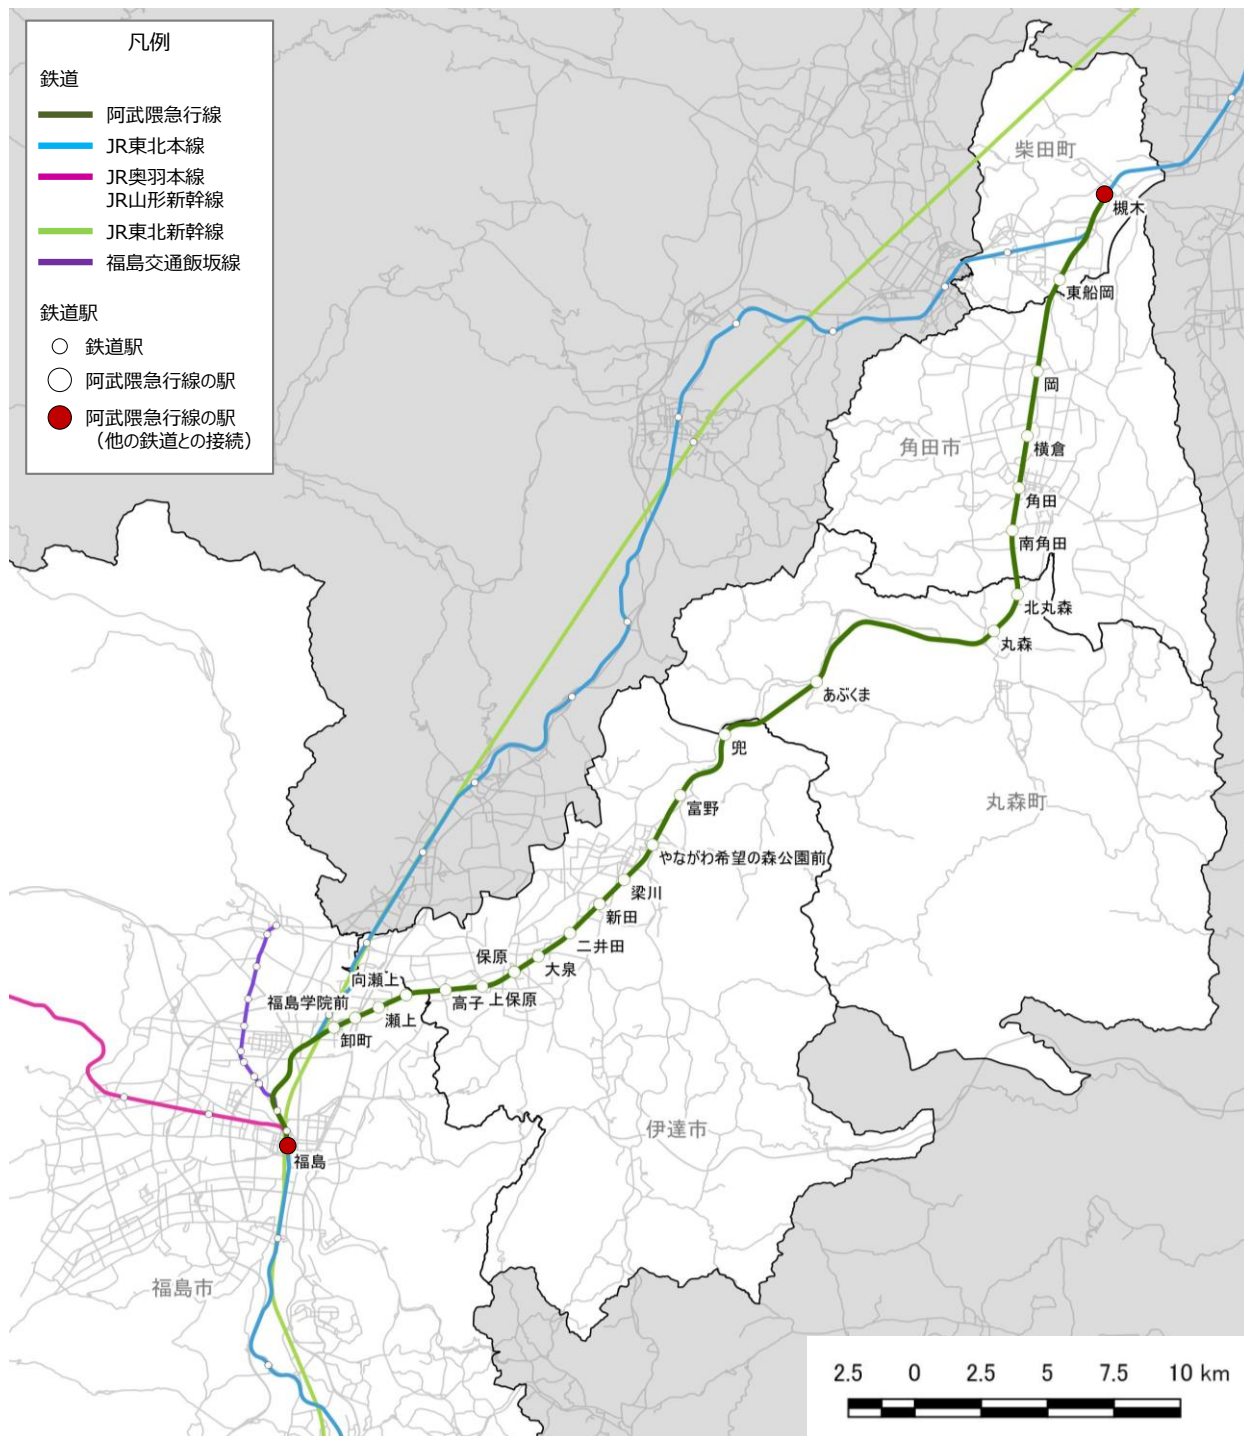 凡例
鉄道
阿武隈急行線
JR東北本線
JR奥羽本線
JR山形新幹線
JR東北新幹線
福島交通飯坂線
鉄道駅
鉄道駅
阿武隈急行線の駅
阿武隈急行線の駅
（他の鉄道との接続）
柴田町
槻木
東船岡
岡
角田市
横倉
角田
南角田
北丸森
丸森
あぶくま
兜
丸森町
富野
やながわ希望の森公園前
梁川
新田
二井田
保原
大泉
向瀬上
上保原
高子
福島学院前
瀬上
卸町
伊達市
福島
福島市
2.5 0 2.5 5 7.5 10 km